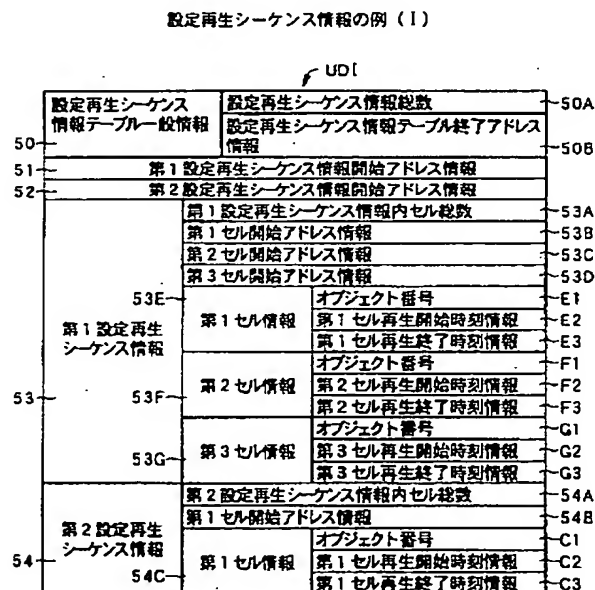 設定再生シーケンス情報の例(I)
UDI
設定再生シーケンス
情報テーブル一般情報
50
設定再生シーケンス情報総数
50A
設定再生シーケンス情報テーブル終了アドレス
情報
50B
51
第1設定再生シーケンス情報開始アドレス情報
52
第2設定再生シーケンス情報開始アドレス情報
第1設定再生
シーケンス情報
53
第1設定再生シーケンス情報内セル総数
53A
第1セル開始アドレス情報
53B
第2セル開始アドレス情報
53C
第3セル開始アドレス情報
53D
53E
第1セル情報
オブジェクト番号
E1
第1セル再生開始時刻情報
E2
第1セル再生終了時刻情報
E3
53F
第2セル情報
オブジェクト番号
F1
第2セル再生開始時刻情報
F2
第2セル再生終了時刻情報
F3
53G
第3セル情報
オブジェクト番号
G1
第3セル再生開始時刻情報
G2
第3セル再生終了時刻情報
G3
第2設定再生
シーケンス情報
54
第2設定再生シーケンス情報内セル総数
54A
第1セル開始アドレス情報
54B
54C
第1セル情報
オブジェクト番号
C1
第1セル再生開始時刻情報
C2
第1セル再生終了時刻情報
C3